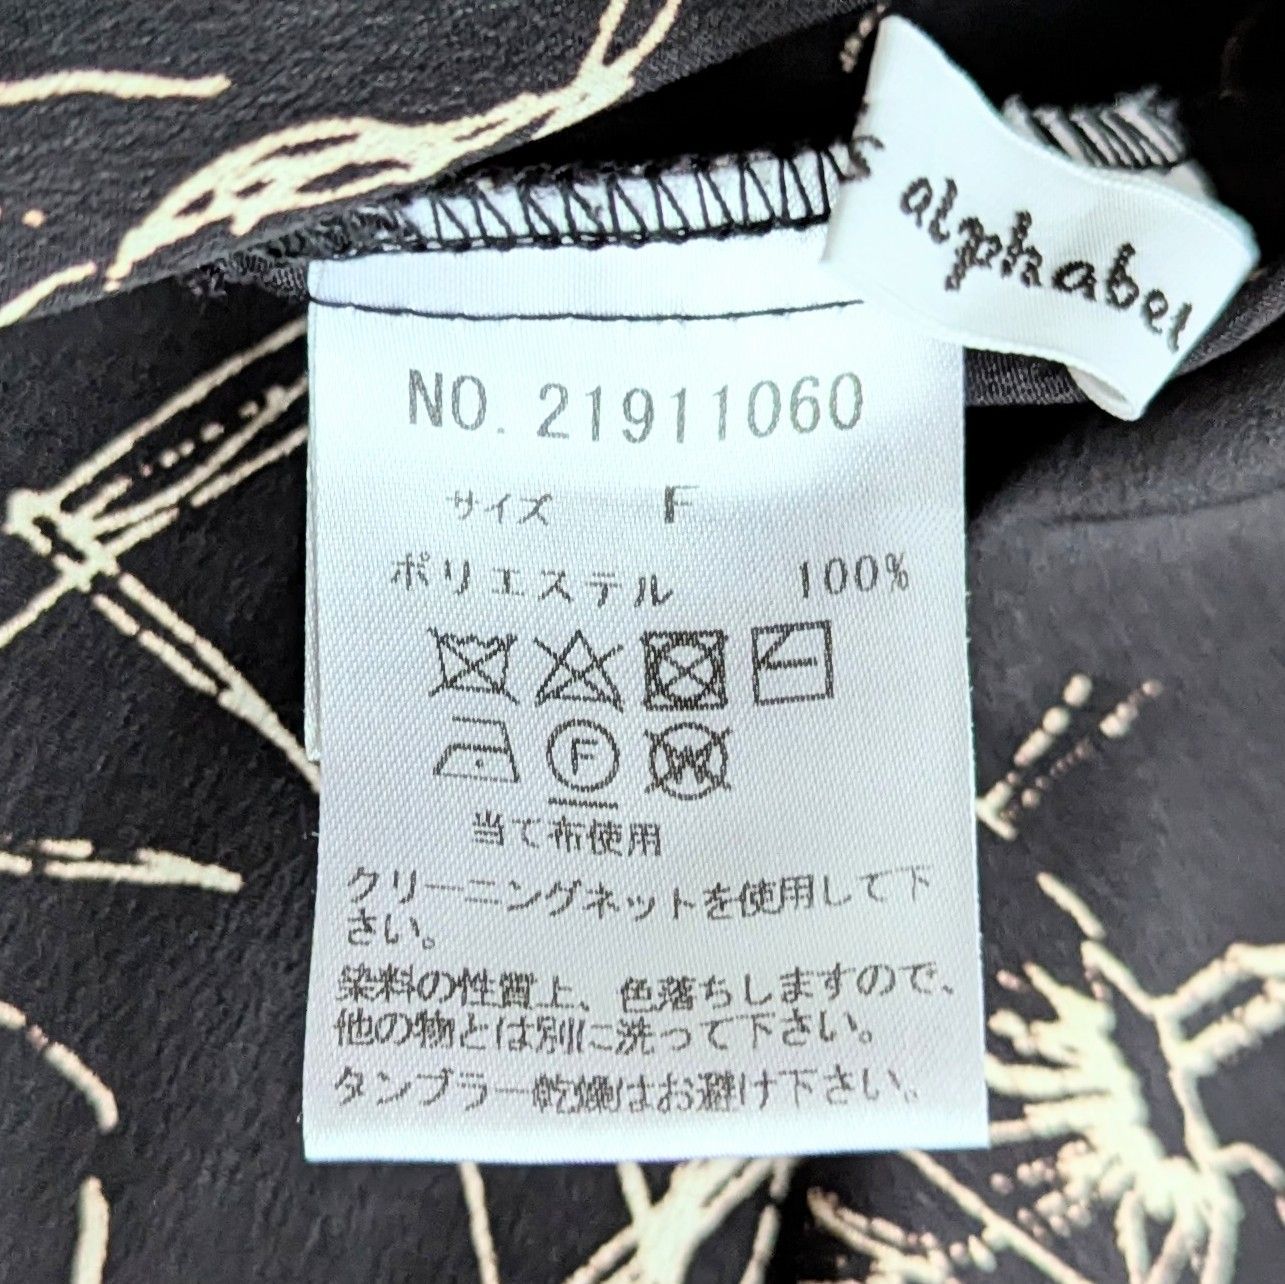 alphabet
NO. 21911060
サイズ F
ポリエステル 100%
F
W
当て布使用
クリーニングネットを使用して下
さい。
染料の性質上、色落ちしますので、
他の物とは別に洗って下さい。
タンブラー乾燥はお避け下さい。